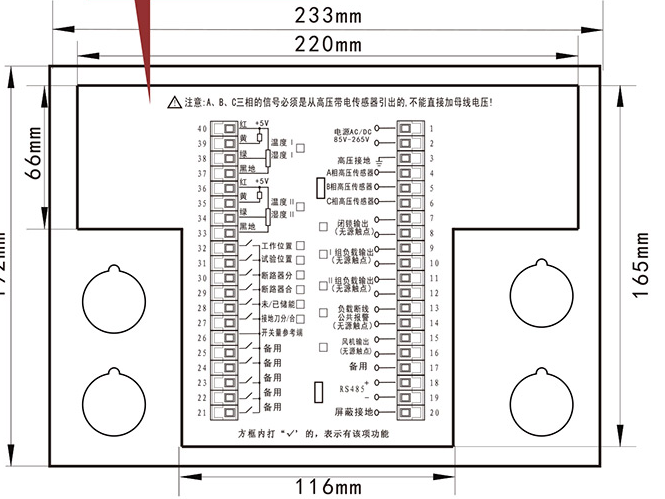 233mm
220mm
66mm
192mm
165mm
注意:A、B、C三相的信号必须是从高压带电传感器引出的,不能直接加母线电压!
40 红 +5V
39 黄
温度Ⅰ
湿度Ⅰ
38 绿
37 黑地
36 红 +5V
35 黄
温度Ⅱ
湿度Ⅱ
34 绿
33 黑地
32 工作位置
31 试验位置
30 断路器分
29 断路器合
28 未/已储能
27 接地刀分/合
26 开关量参考端
25 备用
24 备用
23 备用
22 备用
21 备用
电源AC/DC 1
85V-265V 2
高压接地 3
A相高压传感器 4
B相高压传感器 5
C相高压传感器 6
闭锁输出 7
(无源触点) 8
Ⅰ组负载输出 9
(无源触点) 10
Ⅱ组负载输出 11
(无源触点) 12
负载断线 13
公共报警
(无源触点) 14
风机输出 15
(无源触点) 16
备用 17
RS485
+ 18
- 19
屏蔽接地 20
方框内打“✓”的,表示有该项功能
116mm